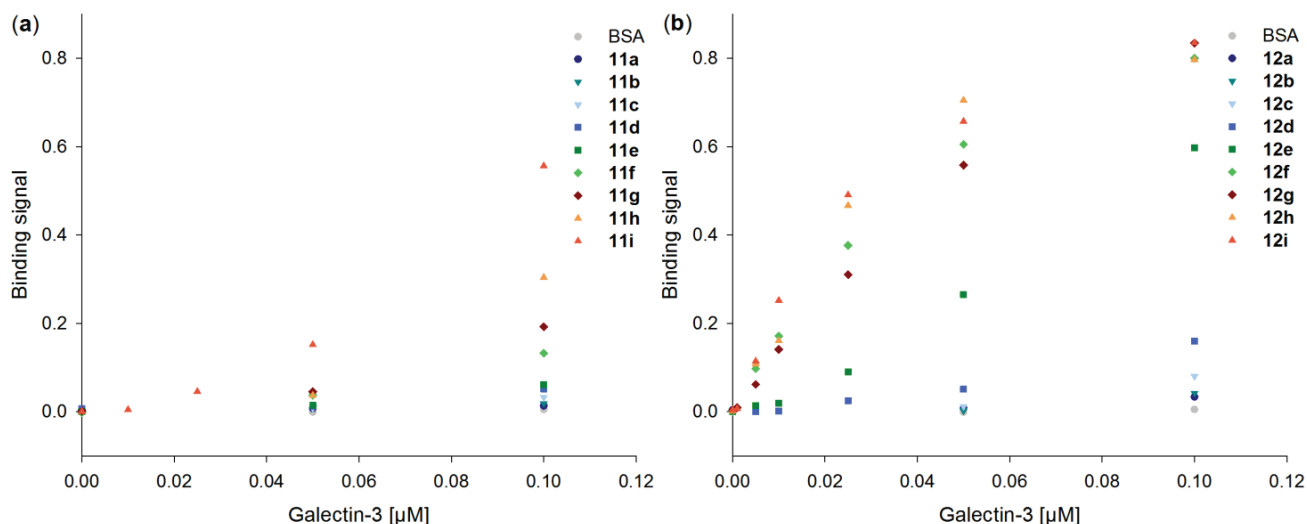 (a)
Binding signal
0.8
0.6
0.4
0.2
0.0
0.00 0.02 0.04 0.06 0.08 0.10 0.12
Galectin-3 [µM]
BSA
11a
11b
11c
11d
11e
11f
11g
11h
11i
(b)
Binding signal
0.8
0.6
0.4
0.2
0.0
0.00 0.02 0.04 0.06 0.08 0.10 0.12
Galectin-3 [µM]
BSA
12a
12b
12c
12d
12e
12f
12g
12h
12i